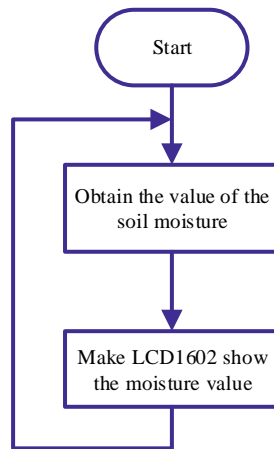 Start
Obtain the value of the
soil moisture
Make LCD1602 show
the moisture value